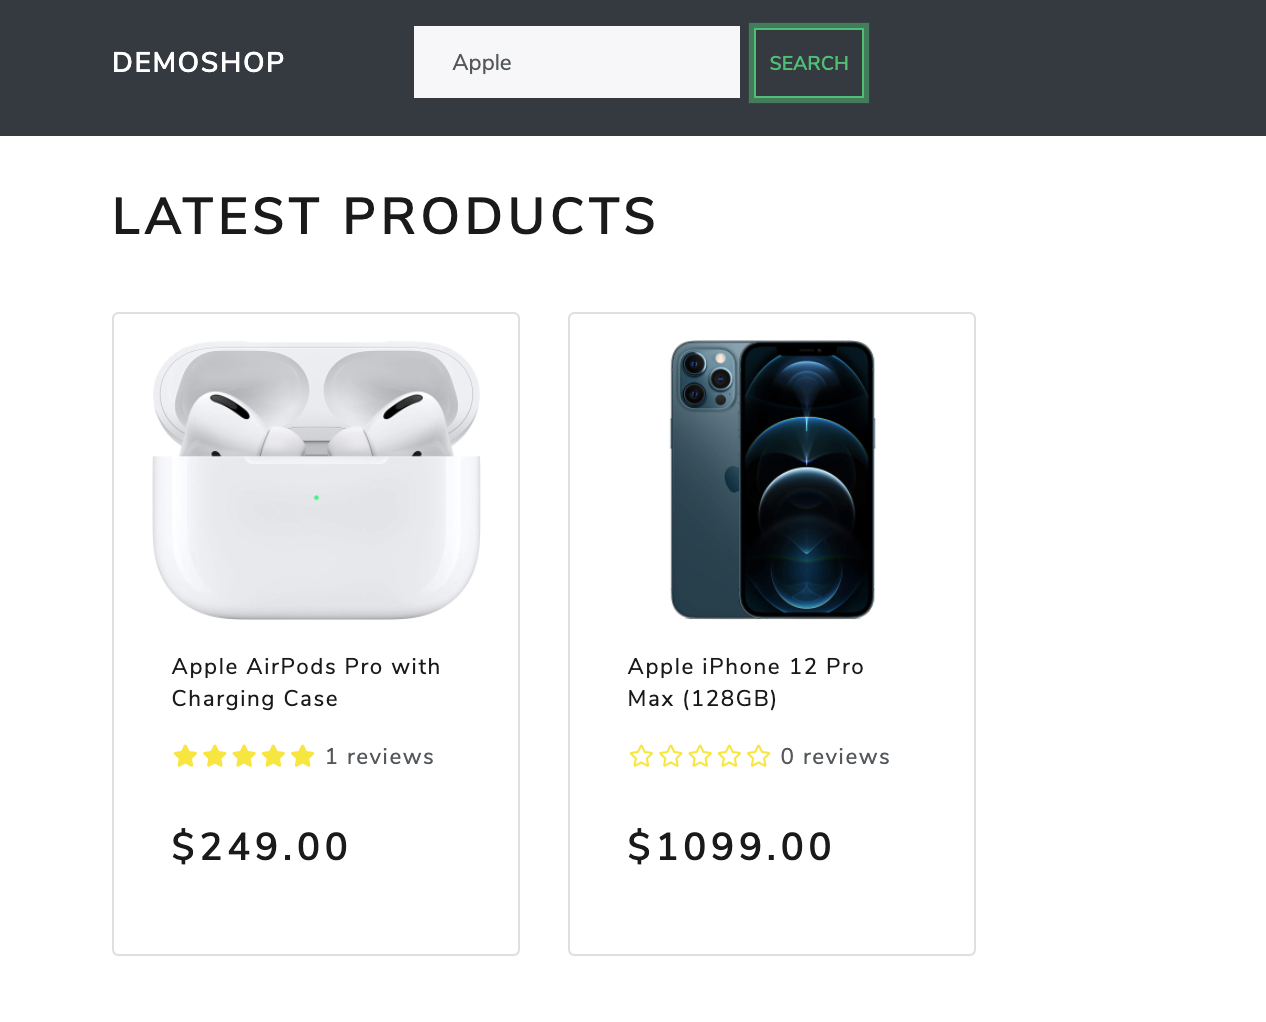 DEMOSHOP
Apple
SEARCH
LATEST PRODUCTS
Apple AirPods Pro with
Charging Case
1 reviews
$249.00
Apple iPhone 12 Pro
Max (128GB)
0 reviews
$1099.00